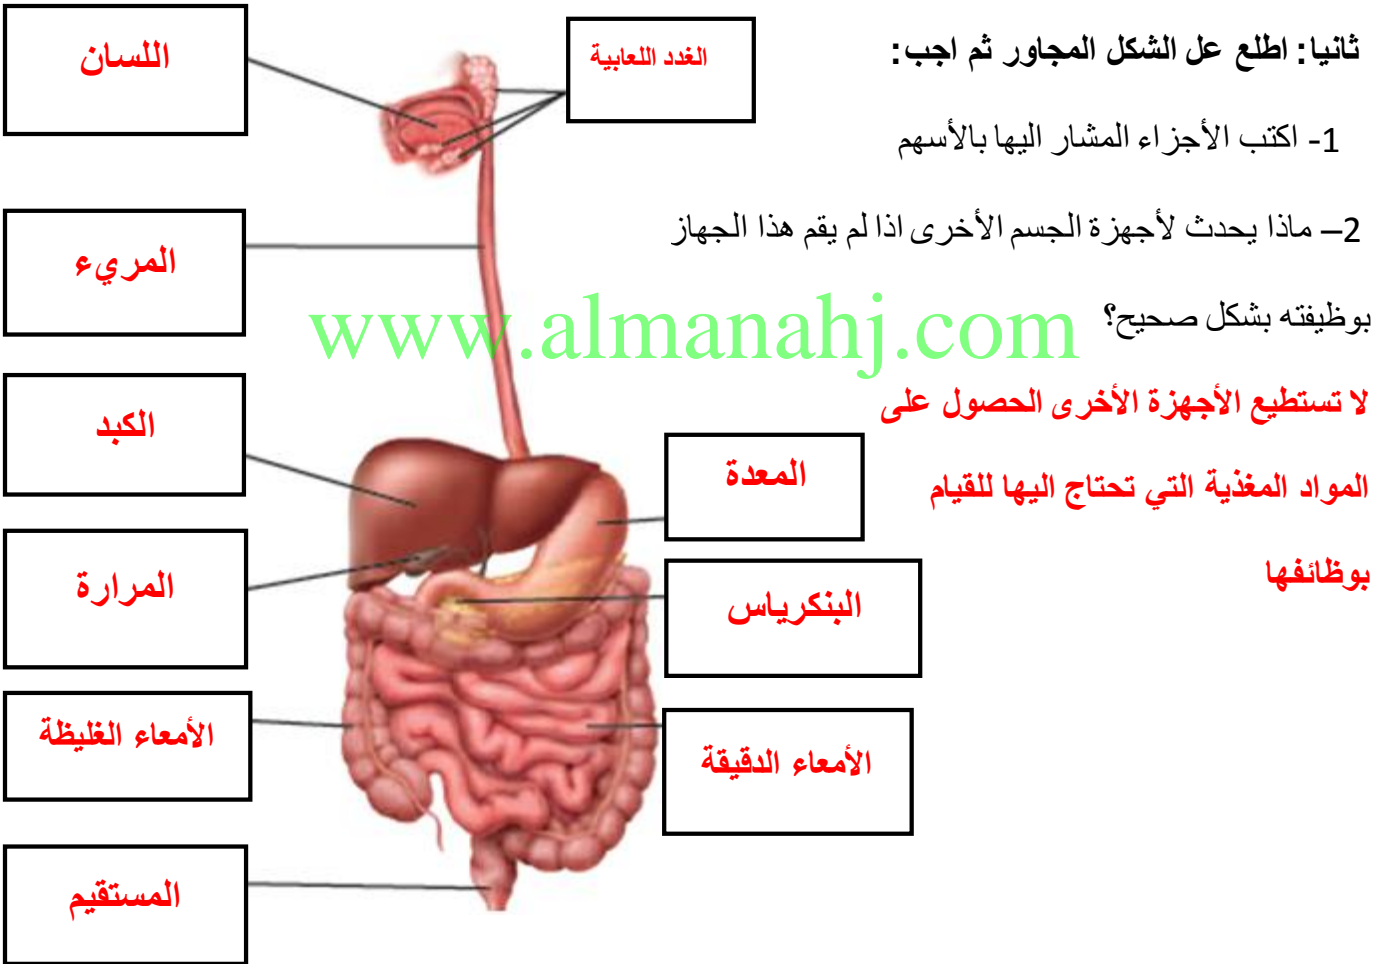 ثانيا: اطلع عل الشكل المجاور ثم اجب:
1- اكتب الأجزاء المشار اليها بالأسهم
2– ماذا يحدث لأجهزة الجسم الأخرى اذا لم يقم هذا الجهاز
بوظيفته بشكل صحيح؟
لا تستطيع الأجهزة الأخرى الحصول على
المواد المغذية التي تحتاج اليها للقيام
بوظائفها
الغدد اللعابية
اللسان
المريء
www.almanahj.com
الكبد
المعدة
المرارة
البنكرياس
الأمعاء الغليظة
الأمعاء الدقيقة
المستقيم